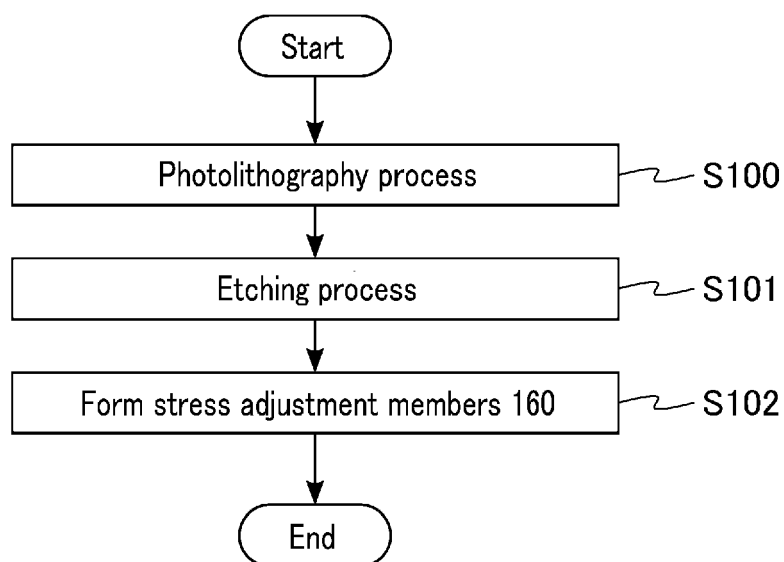 Start
Photolithography process
S100
Etching process
S101
Form stress adjustment members 160
S102
End